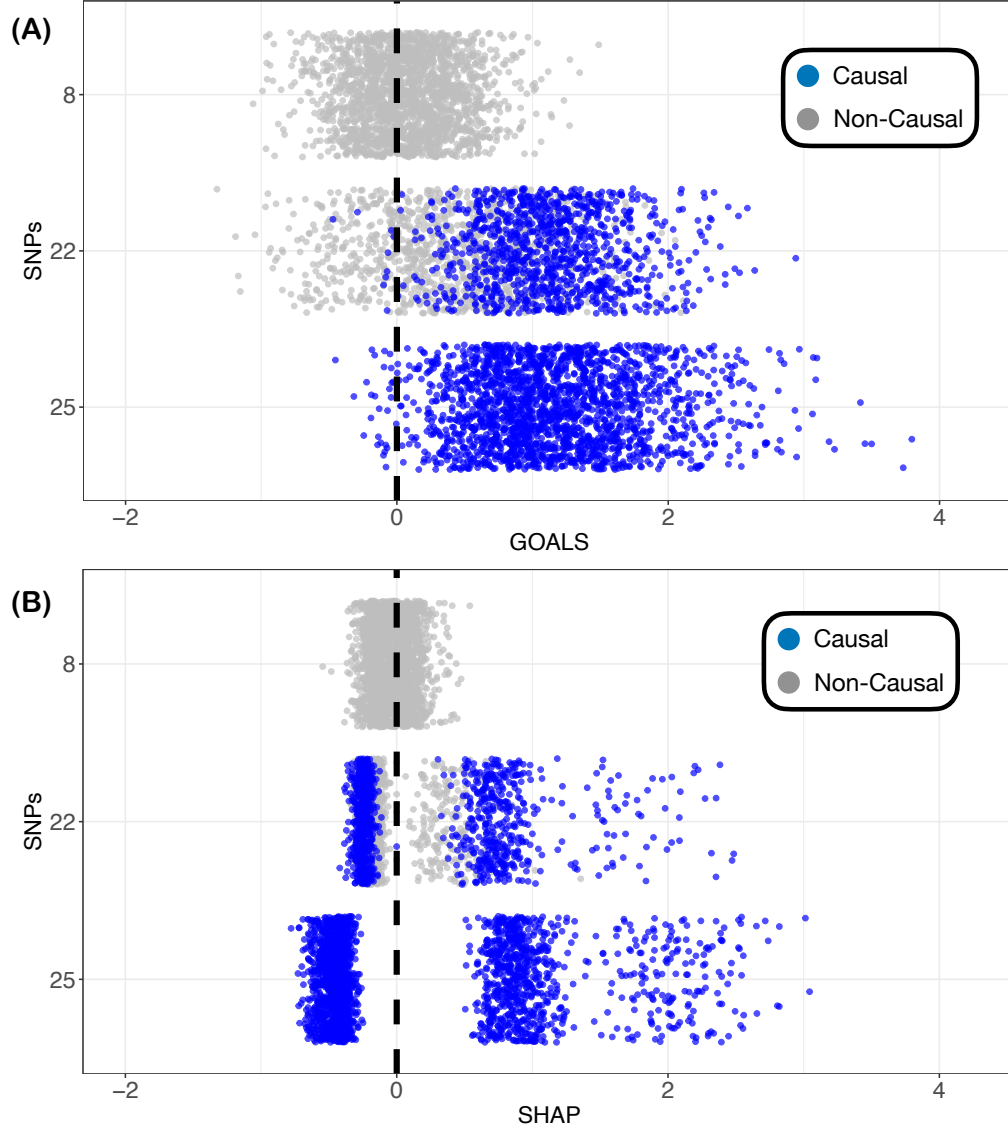 (A)
Causal
Non-Causal
8
22
25
SNPs
−2
0
2
4
GOALS
(B)
Causal
Non-Causal
8
22
25
SNPs
−2
0
2
4
SHAP